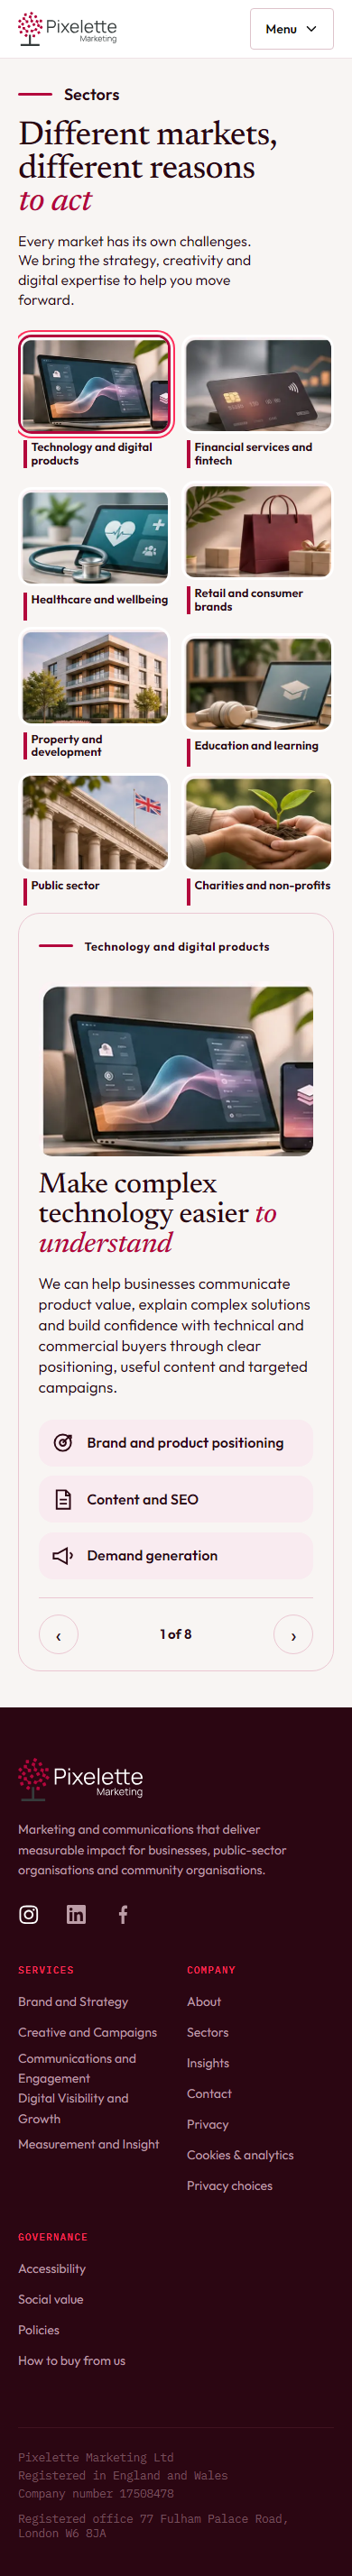 Pixelette
Marketing
Menu
Sectors
Different markets,
different reasons
to act
Every market has its own challenges.
We bring the strategy, creativity and
digital expertise to help you move
forward.
Technology and digital
products
Financial services and
fintech
Healthcare and wellbeing
Retail and consumer
brands
Property and
development
Education and learning
Public sector
Charities and non-profits
Technology and digital products
Make complex
technology easier to
understand
We can help businesses communicate
product value, explain complex solutions
and build confidence with technical and
commercial buyers through clear
positioning, useful content and targeted
campaigns.
Brand and product positioning
Content and SEO
Demand generation
‹ 1 of 8 ›
Pixelette
Marketing
Marketing and communications that deliver
measurable impact for businesses, public-sector
organisations and community organisations.
SERVICES
Brand and Strategy
Creative and Campaigns
Communications and
Engagement
Digital Visibility and
Growth
Measurement and Insight
COMPANY
About
Sectors
Insights
Contact
Privacy
Cookies & analytics
Privacy choices
GOVERNANCE
Accessibility
Social value
Policies
How to buy from us
Pixelette Marketing Ltd
Registered in England and Wales
Company number 17508478
Registered office 77 Fulham Palace Road,
London W6 8JA